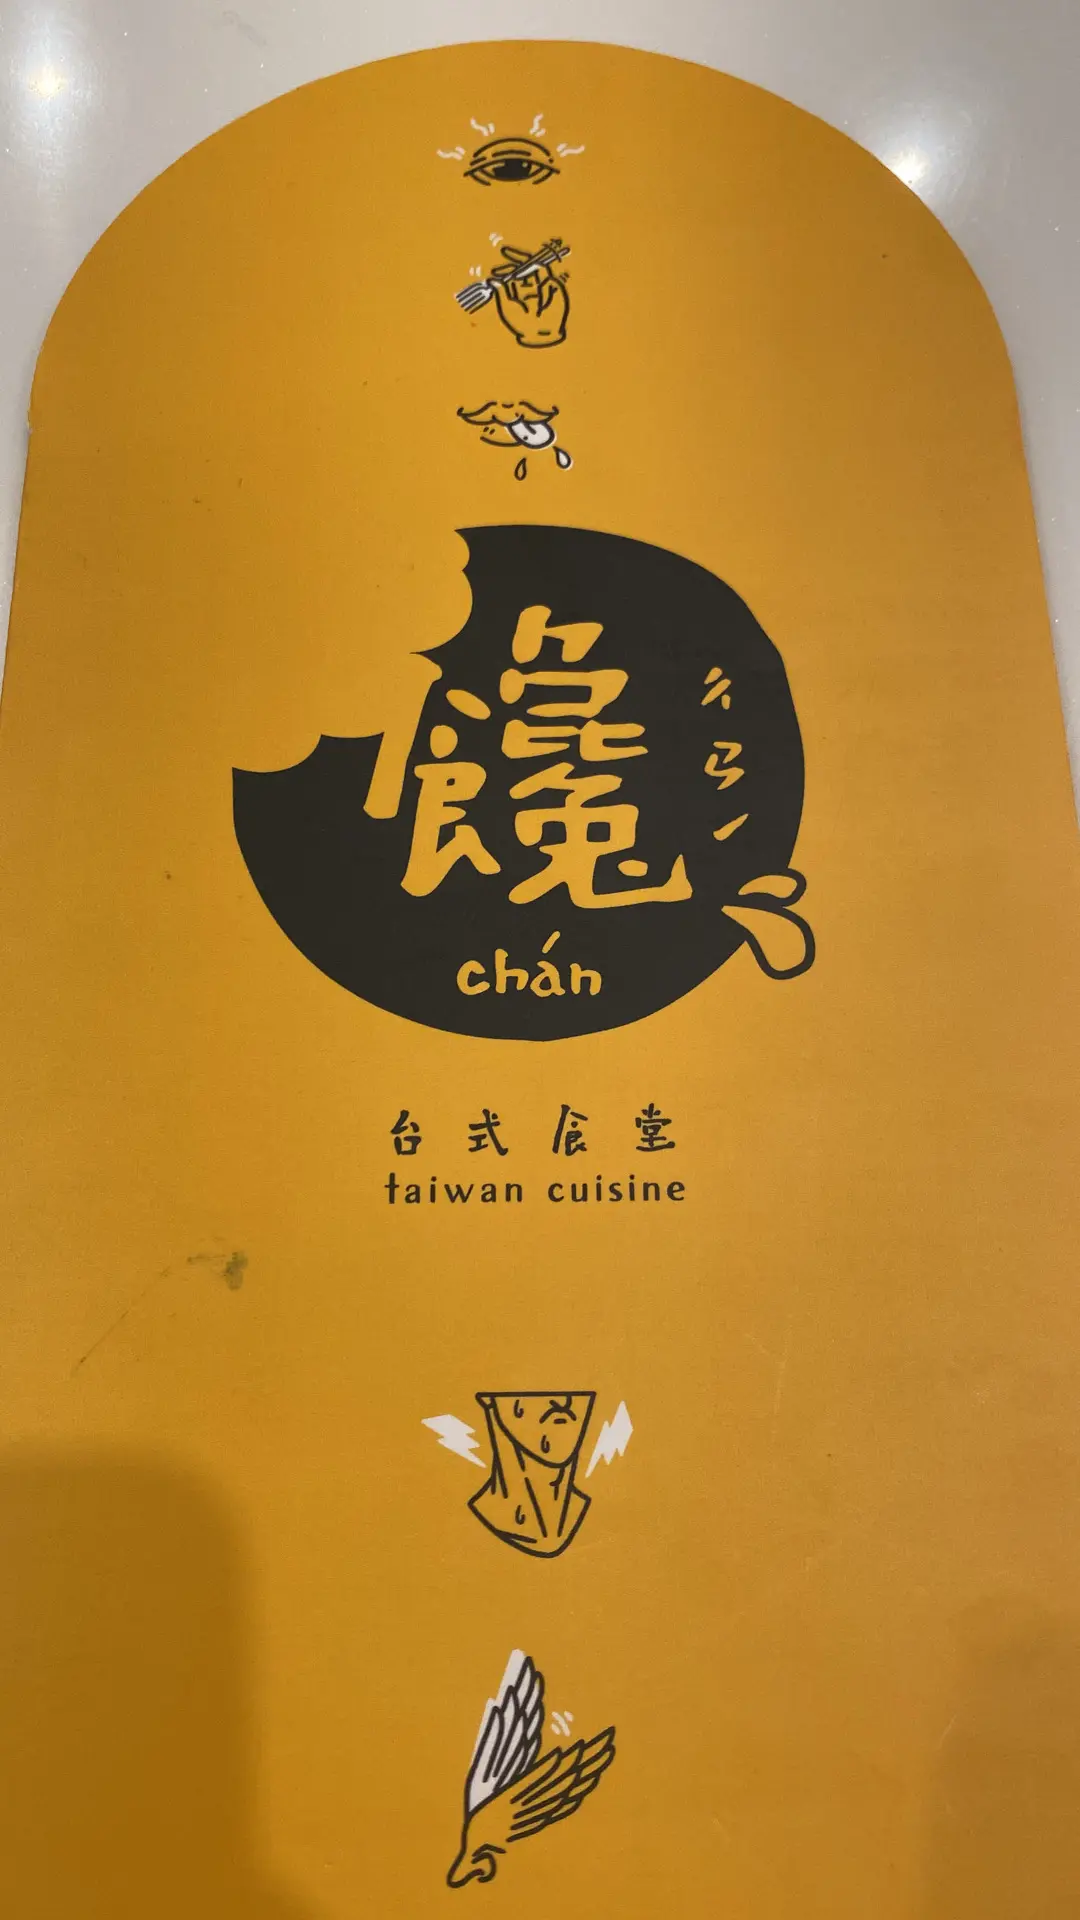 饞
ㄔㄢˊ
chán
台式食堂
taiwan cuisine